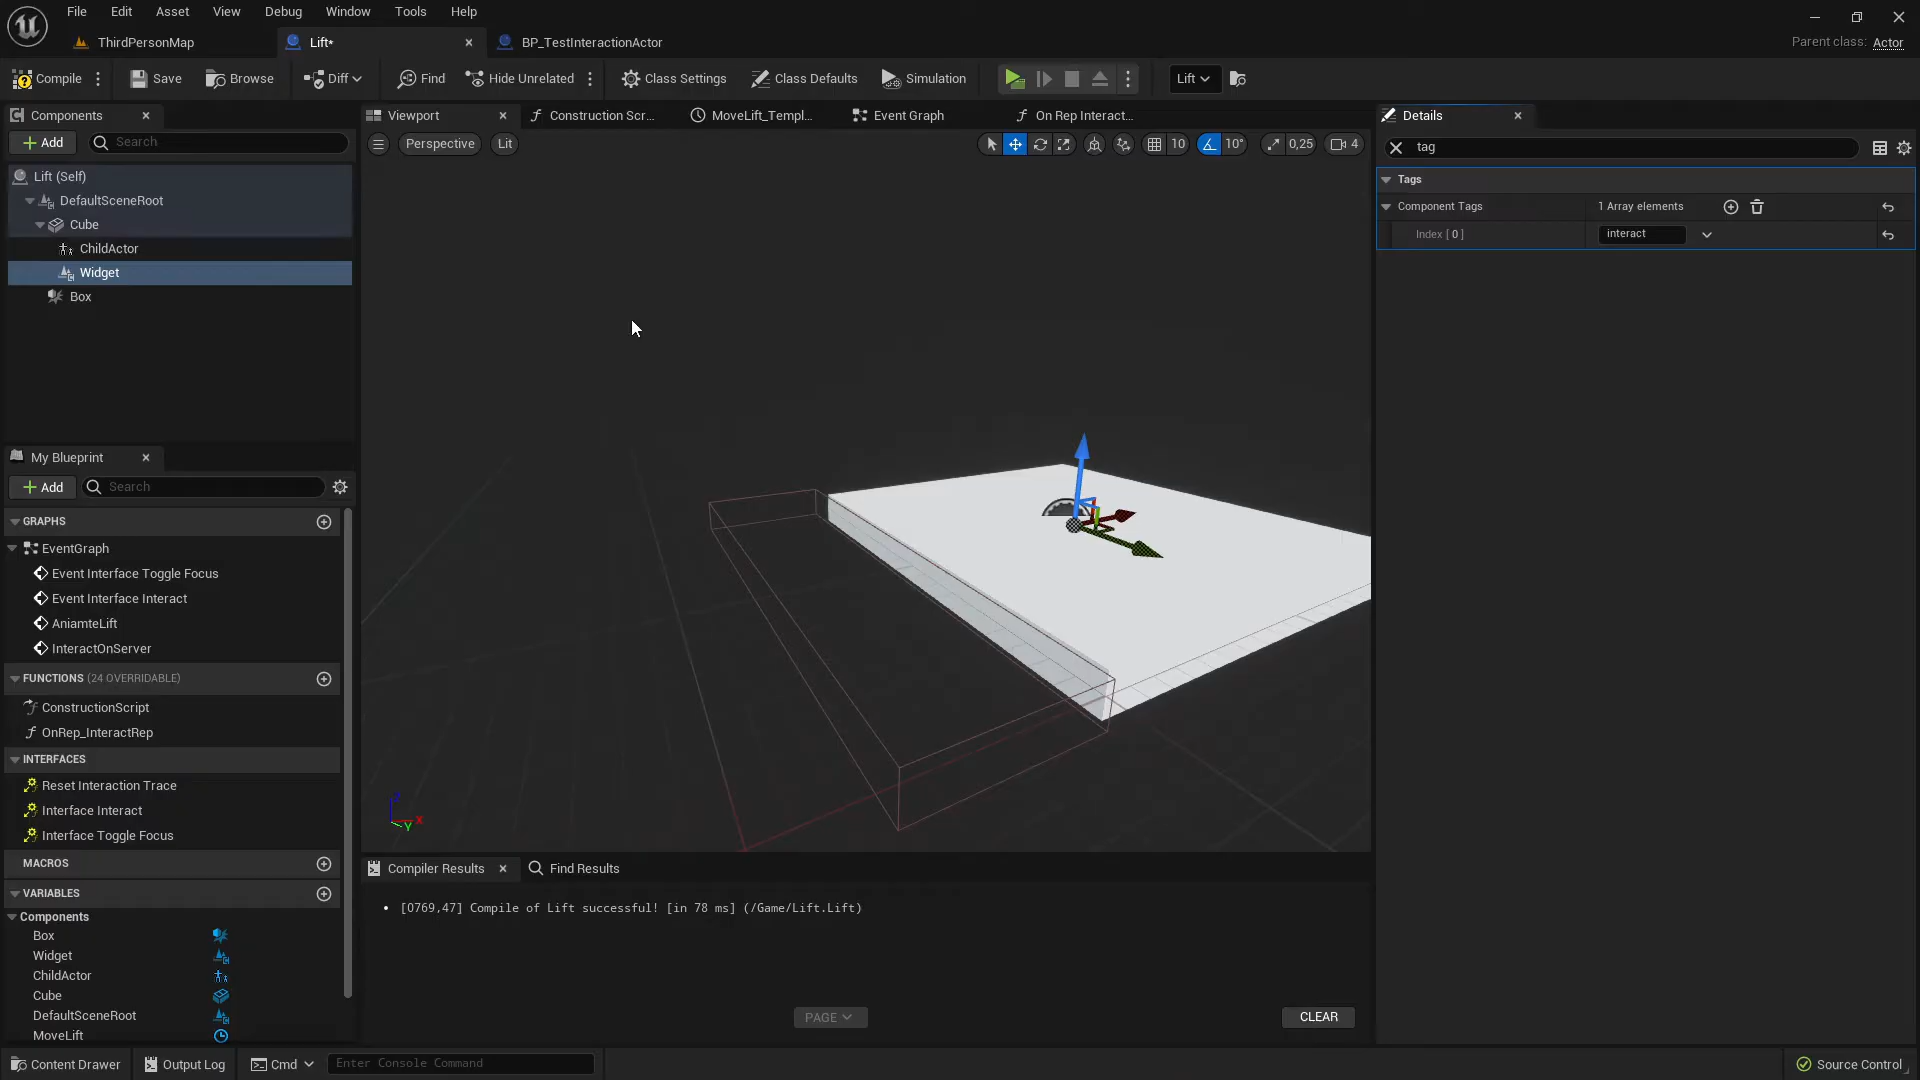 File Edit Asset View Debug Window Tools Help
ThirdPersonMap
Lift*
BP_TestInteractionActor
Parent class: Actor
Compile
Save
Browse
Diff
Find
Hide Unrelated
Class Settings
Class Defaults
Simulation
Lift
Components
Add
Search
Lift (Self)
DefaultSceneRoot
Cube
ChildActor
Widget
Box
Viewport
Construction Scr...
MoveLift_Templ...
Event Graph
On Rep Interact...
Perspective
Lit
10
10°
0,25
4
X
Y
Z
Details
tag
Tags
Component Tags
1 Array elements
Index [ 0 ]
interact
My Blueprint
Add
Search
GRAPHS
EventGraph
Event Interface Toggle Focus
Event Interface Interact
AniamteLift
InteractOnServer
FUNCTIONS (24 OVERRIDABLE)
ConstructionScript
OnRep_InteractRep
INTERFACES
Reset Interaction Trace
Interface Interact
Interface Toggle Focus
MACROS
VARIABLES
Components
Box
Widget
ChildActor
Cube
DefaultSceneRoot
MoveLift
Compiler Results
Find Results
• [0769,47] Compile of Lift successful! [in 78 ms] (/Game/Lift.Lift)
PAGE
CLEAR
Content Drawer
Output Log
Cmd
Enter Console Command
Source Control